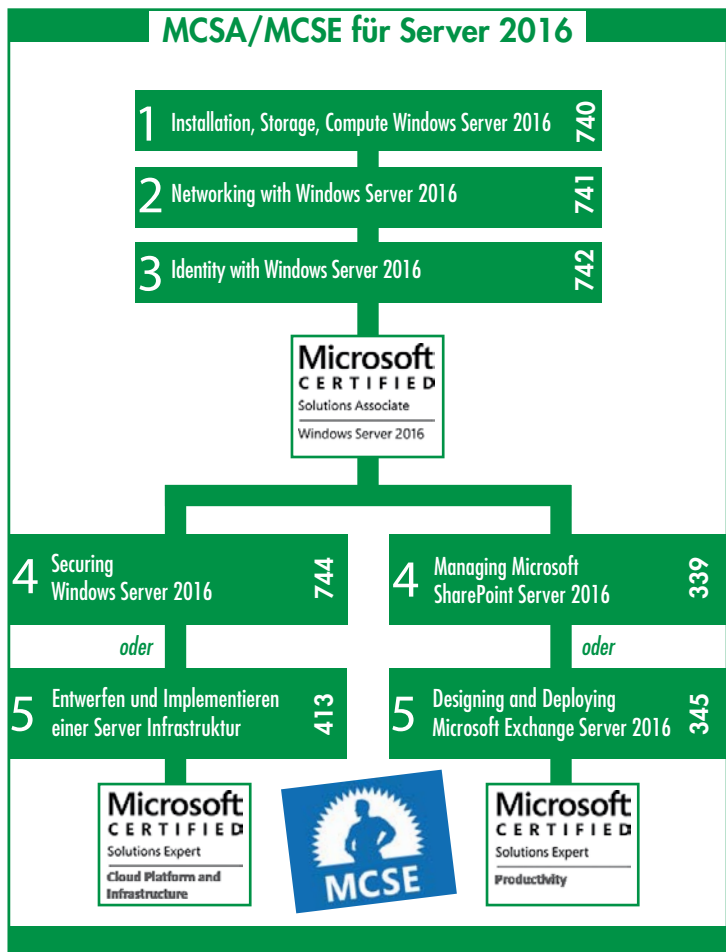 MCSA/MCSE für Server 2016
1 Installation, Storage, Compute Windows Server 2016 740
2 Networking with Windows Server 2016 741
3 Identity with Windows Server 2016 742
Microsoft
CERTIFIED
Solutions Associate
Windows Server 2016
4 Securing
Windows Server 2016 744
oder
5 Entwerfen und Implementieren
einer Server Infrastruktur 413
Microsoft
CERTIFIED
Solutions Expert
Cloud Platform and
Infrastructure
4 Managing Microsoft
SharePoint Server 2016 339
oder
5 Designing and Deploying
Microsoft Exchange Server 2016 345
Microsoft
CERTIFIED
Solutions Expert
Productivity
MCSE